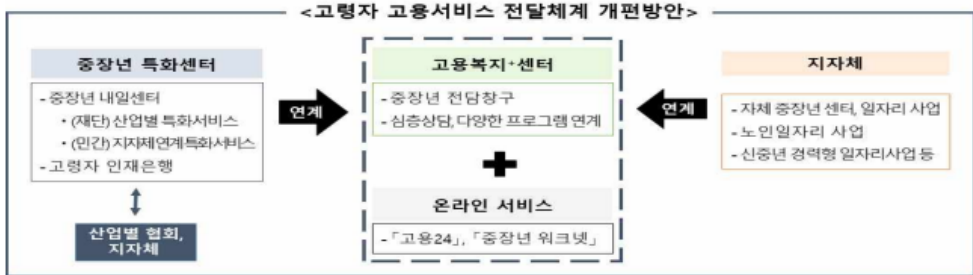 <고령자 고용서비스 전달체계 개편방안>
중장년 특화센터
- 중장년 내일센터
• (재단) 산업별 특화서비스
• (민간) 지자체연계특화서비스
- 고령자 인재은행
산업별 협회,
지자체
연계
고용복지+센터
- 중장년 전담창구
- 심층상담, 다양한 프로그램 연계
온라인 서비스
- 「고용24」, 「중장년 워크넷」
연계
지자체
- 자체 중장년 센터, 일자리 사업
- 노인일자리 사업
- 신중년 경력형 일자리사업 등